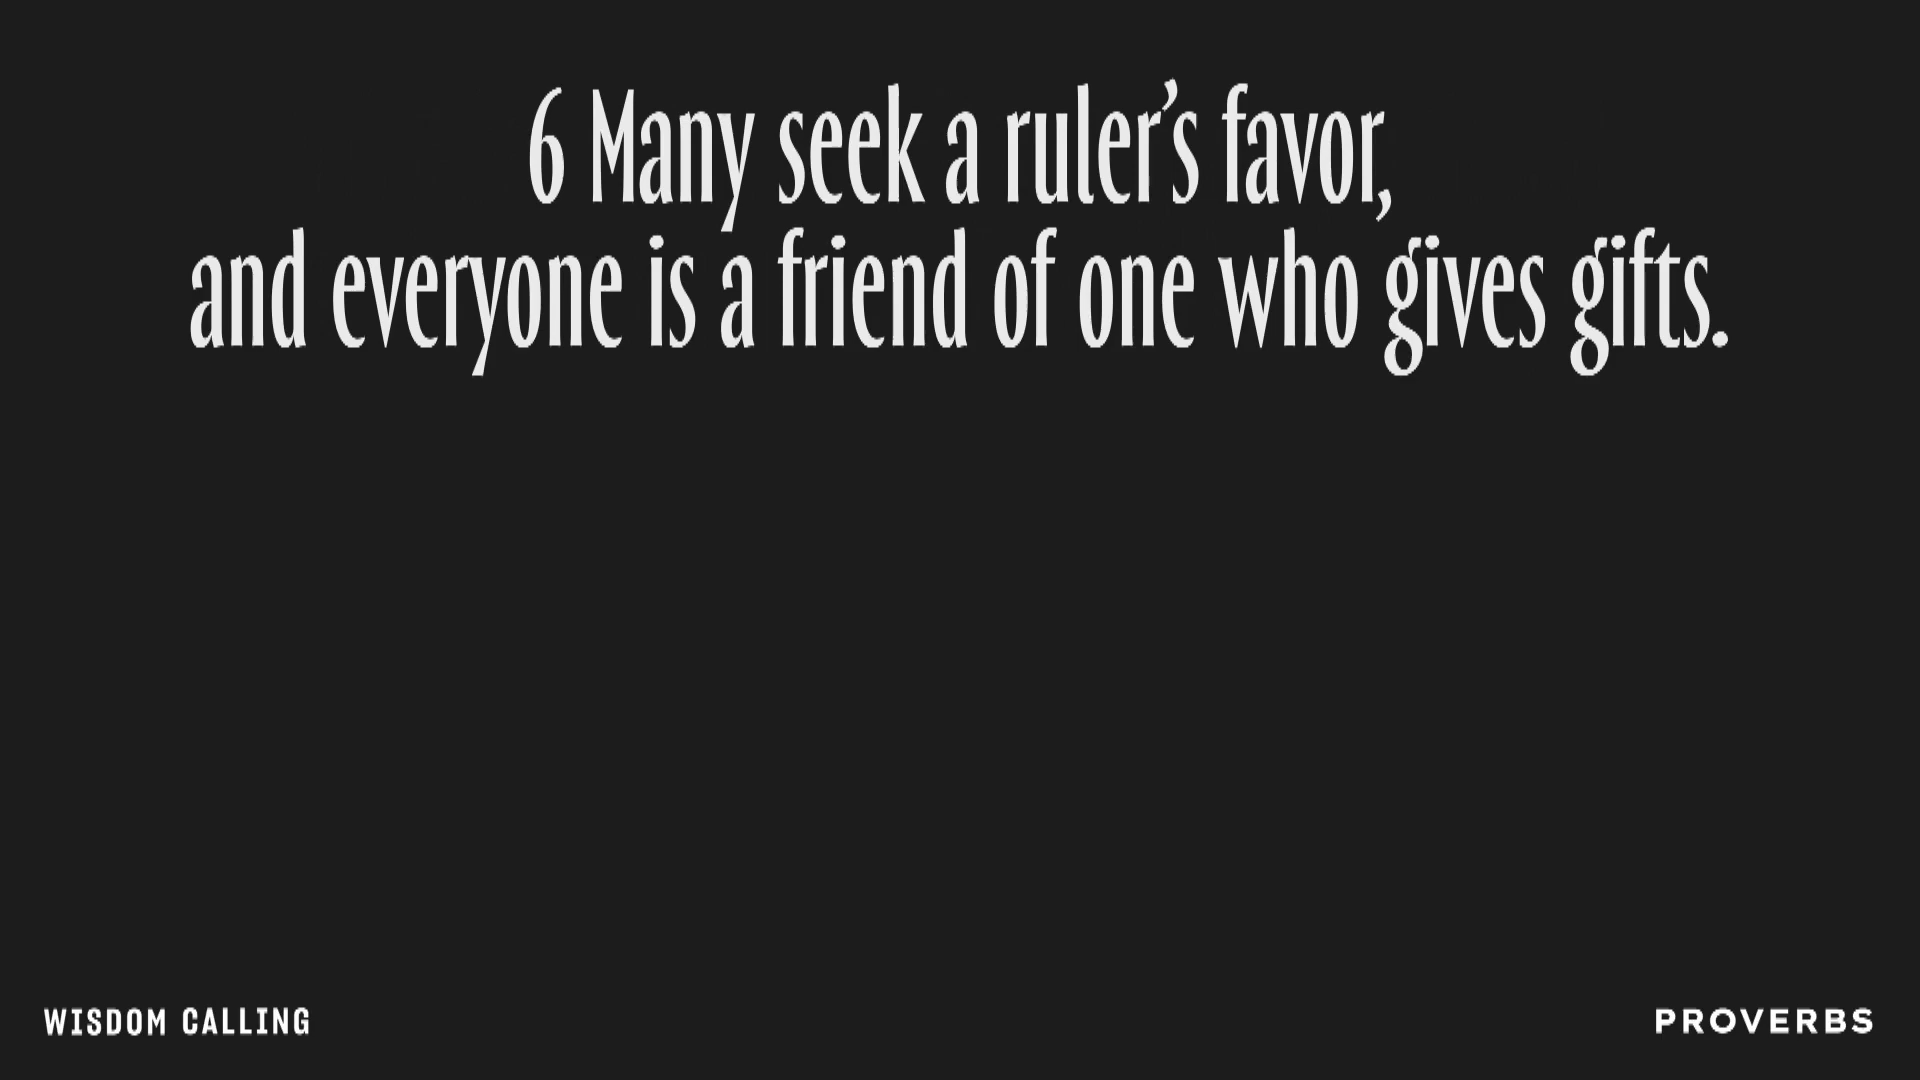 6 Many seek a ruler’s favor,
and everyone is a friend of one who gives gifts.
WISDOM CALLING
PROVERBS